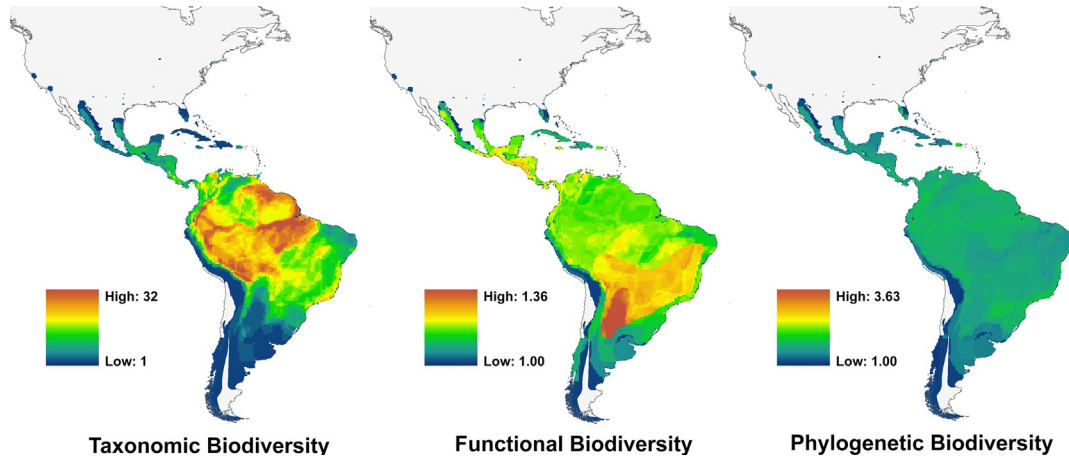 High: 32
Low: 1
Taxonomic Biodiversity
High: 1.36
Low: 1.00
Functional Biodiversity
High: 3.63
Low: 1.00
Phylogenetic Biodiversity